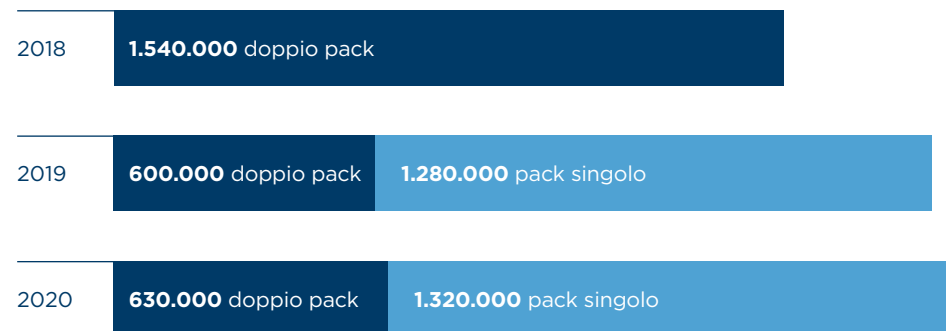 2018 1.540.000 doppio pack
2019 600.000 doppio pack 1.280.000 pack singolo
2020 630.000 doppio pack 1.320.000 pack singolo